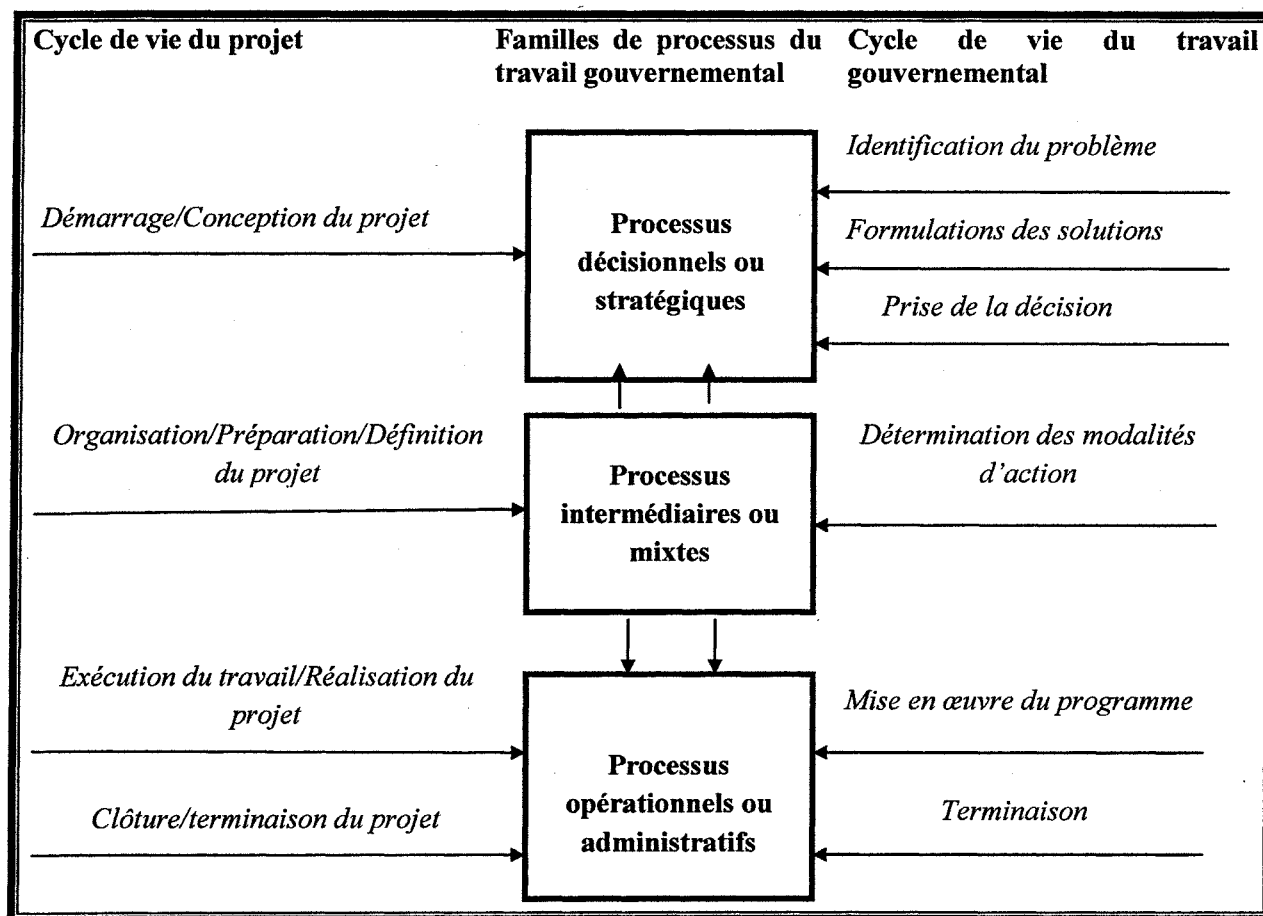 Cycle de vie du projet
Familles de processus du
travail gouvernemental
Cycle de vie du travail
gouvernemental
Démarrage/Conception du projet
Processus
décisionnels ou
stratégiques
Identification du problème
Formulations des solutions
Prise de la décision
Organisation/Préparation/Définition
du projet
Processus
intermédiaires ou
mixtes
Détermination des modalités
d'action
Exécution du travail/Réalisation du
projet
Clôture/terminaison du projet
Processus
opérationnels ou
administratifs
Mise en œuvre du programme
Terminaison